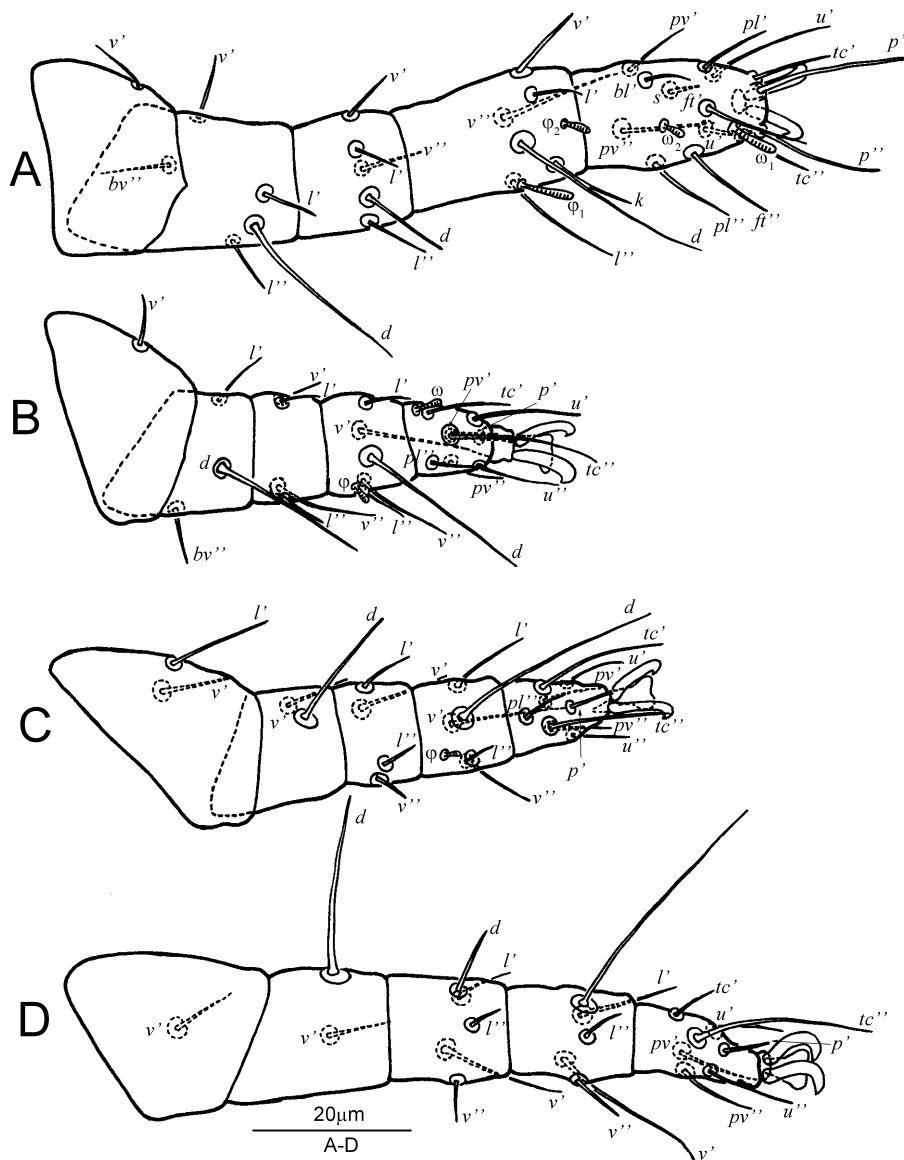 A
v’
v’
v’
v’
pv’
pl’
u’
tc’
p’
bl’
s
ft’
l’
v’’
φ2
ω2
pv’’
u
ω1
p’’
tc’’
bv’’
l’
l’
v’’
d
l’’
φ1
k
d
l’’
pl’’
ft’’
l’’
d
B
v’
l’
v’
l’
l’
ω
pv’
tc’
p’
u’
d
v’
pl’’
φ
tc’’
pv’’
u’’
l’’
v’’
l’’
v’’
d
bv’’
C
l’
d
l’
l’
d
tc’
v’
v’
v’
v’
pv’
pl’
l’’
φ
l’’
pv’’
tc’’
u’’
p’
v’’
v’’
D
d
d
l’
l’
tc’
u’
tc’’
v’
v’
l’’
l’’
pv’
p’
v’’
v’
v’’
v’
pv’’
u’’
20μm
A-D